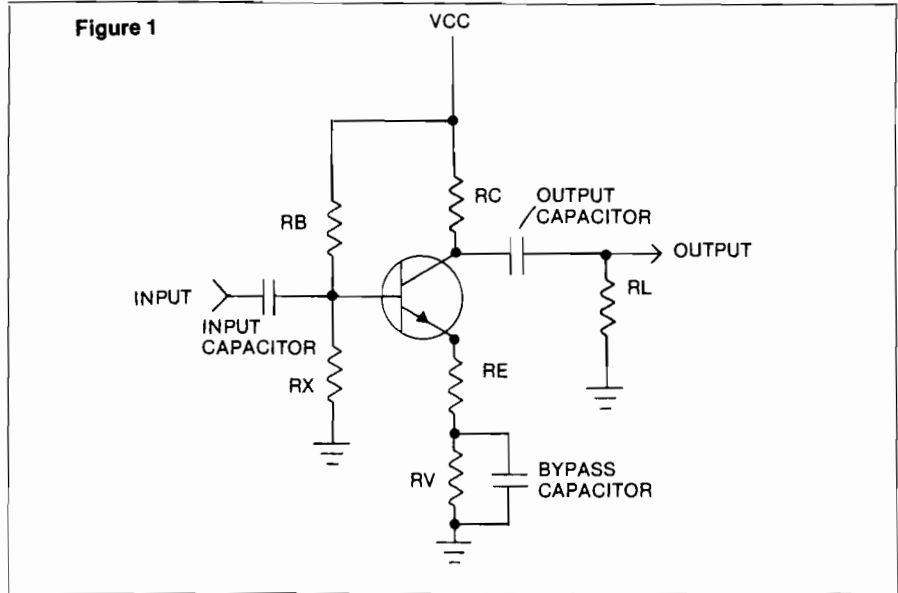 Figure 1
VCC
RB
RC
OUTPUT
CAPACITOR
OUTPUT
RL
INPUT
INPUT
CAPACITOR
RX
RE
RV
BYPASS
CAPACITOR